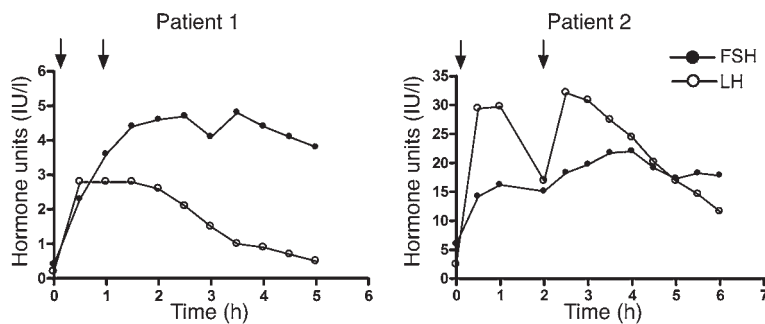 Patient 1
Hormone units (IU/l)
6
5
4
3
2
1
0
0 1 2 3 4 5 6
Time (h)
Patient 2
FSH
LH
Hormone units (IU/l)
35
30
25
20
15
10
5
0
0 1 2 3 4 5 6 7
Time (h)